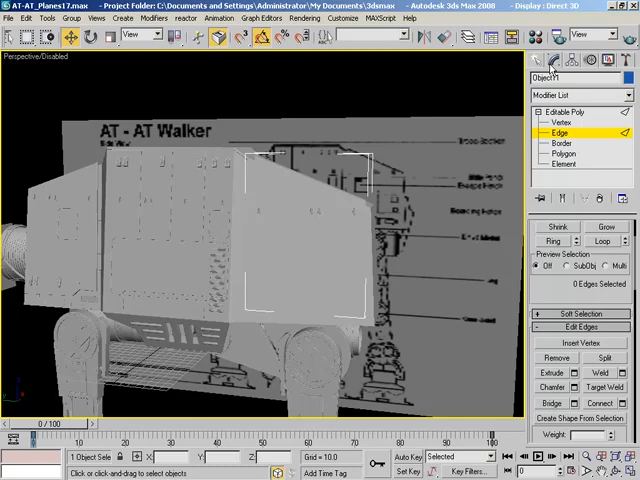 AT-AT_Planes17.max
C:\Documents and Settings\Administrator\My Documents\3dsmax
- Autodesk 3ds Max 2008
- Display : Direct 3D
File Edit Tools Group Views Create Modifiers reactor Animation Graph Editors Rendering Customize MAXScript Help
View
View
Perspective/Disabled
AT - AT Walker
Object01
Modifier List
Editable Poly
Vertex
Edge
Border
Polygon
Element
Shrink Grow
Ring Loop
Preview Selection
Off SubObj Multi
0 Edges Selected
+ Soft Selection
- Edit Edges
Insert Vertex
Remove Split
Extrude Weld
Chamfer Target Weld
Bridge Connect
Create Shape From Selection
Weight:
0 / 100
0 10 20 30 40 50 60 70 80 90 100
1 Object Sele X: Y: Z: Grid = 10.0 Auto Key Selected
Click or click-and-drag to select objects Add Time Tag Set Key Key Filters... 0